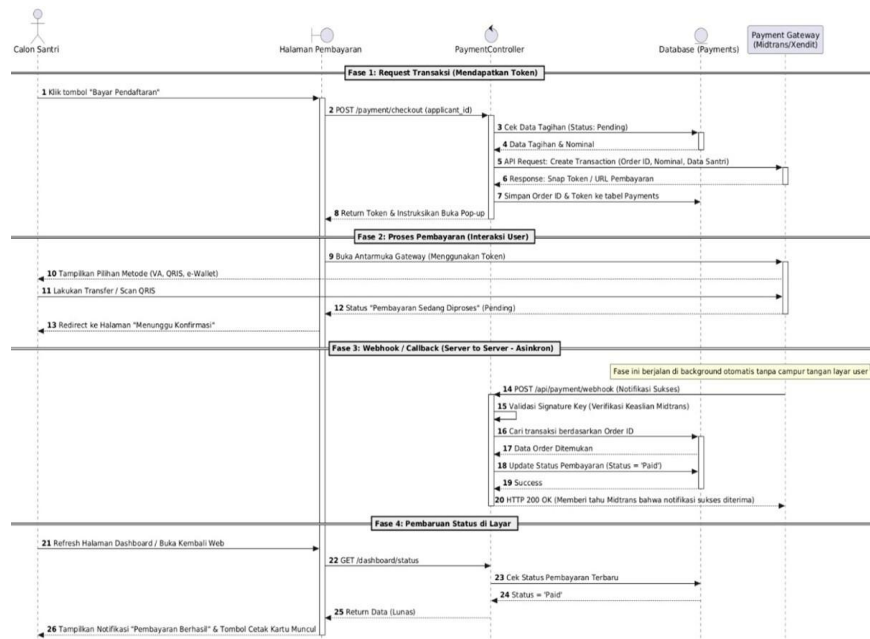 Calon Santri
Halaman Pembayaran
PaymentController
Database (Payments)
Payment Gateway
(Midtrans/Xendit)
Fase 1: Request Transaksi (Mendapatkan Token)
1 Klik tombol "Bayar Pendaftaran"
2 POST /payment/checkout (applicant_id)
3 Cek Data Tagihan (Status: Pending)
4 Data Tagihan & Nominal
5 API Request: Create Transaction (Order ID, Nominal, Data Santri)
6 Response: Snap Token / URL Pembayaran
7 Simpan Order ID & Token ke tabel Payments
8 Return Token & Instruksikan Buka Pop-up
Fase 2: Proses Pembayaran (Interaksi User)
9 Buka Antarmuka Gateway (Menggunakan Token)
10 Tampilkan Pilihan Metode (VA, QRIS, e-Wallet)
11 Lakukan Transfer / Scan QRIS
12 Status "Pembayaran Sedang Diproses" (Pending)
13 Redirect ke Halaman "Menunggu Konfirmasi"
Fase 3: Webhook / Callback (Server to Server - Asinkron)
Fase ini berjalan di background otomatis tanpa campur tangan layar user
14 POST /api/payment/webhook (Notifikasi Sukses)
15 Validasi Signature Key (Verifikasi Keaslian Midtrans)
16 Cari transaksi berdasarkan Order ID
17 Data Order Ditemukan
18 Update Status Pembayaran (Status = 'Paid')
19 Success
20 HTTP 200 OK (Memberi tahu Midtrans bahwa notifikasi sukses diterima)
Fase 4: Pembaruan Status di Layar
21 Refresh Halaman Dashboard / Buka Kembali Web
22 GET /dashboard/status
23 Cek Status Pembayaran Terbaru
24 Status = 'Paid'
25 Return Data (Lunas)
26 Tampilkan Notifikasi "Pembayaran Berhasil" & Tombol Cetak Kartu Muncul